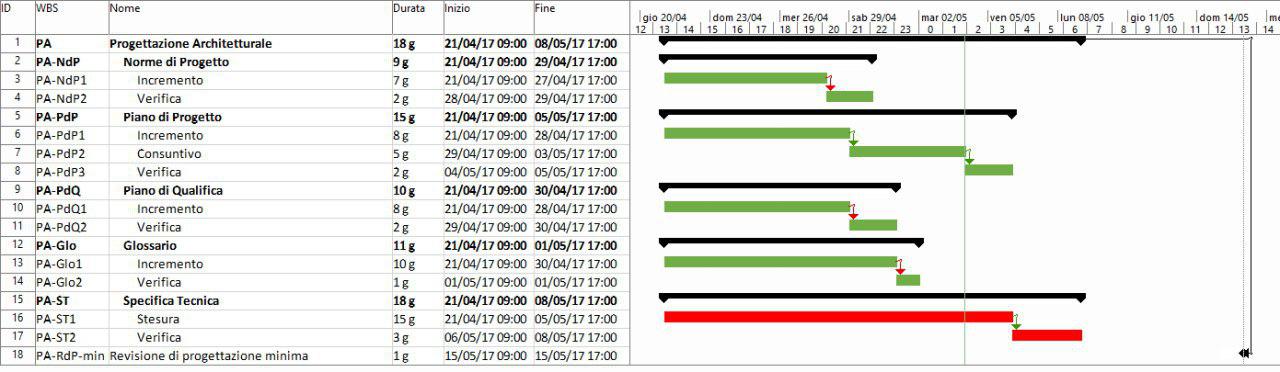 ID WBS Nome Durata Inizio Fine
gio 20/04 dom 23/04 mer 26/04 sab 29/04 mar 02/05 ven 05/05 lun 08/05 gio 11/05 dom 14/05 me
12 13 14 15 16 17 18 19 20 21 22 23 0 1 2 3 4 5 6 7 8 9 10 11 12 13 14
1 PA Progettazione Architetturale 18 g 21/04/17 09:00 08/05/17 17:00
2 PA-NdP Norme di Progetto 9 g 21/04/17 09:00 29/04/17 17:00
3 PA-NdP1 Incremento 7 g 21/04/17 09:00 27/04/17 17:00
4 PA-NdP2 Verifica 2 g 28/04/17 09:00 29/04/17 17:00
5 PA-PdP Piano di Progetto 15 g 21/04/17 09:00 05/05/17 17:00
6 PA-PdP1 Incremento 8 g 21/04/17 09:00 28/04/17 17:00
7 PA-PdP2 Consuntivo 5 g 29/04/17 09:00 03/05/17 17:00
8 PA-PdP3 Verifica 2 g 04/05/17 09:00 05/05/17 17:00
9 PA-PdQ Piano di Qualifica 10 g 21/04/17 09:00 30/04/17 17:00
10 PA-PdQ1 Incremento 8 g 21/04/17 09:00 28/04/17 17:00
11 PA-PdQ2 Verifica 2 g 29/04/17 09:00 30/04/17 17:00
12 PA-Glo Glossario 11 g 21/04/17 09:00 01/05/17 17:00
13 PA-Glo1 Incremento 10 g 21/04/17 09:00 30/04/17 17:00
14 PA-Glo2 Verifica 1 g 01/05/17 09:00 01/05/17 17:00
15 PA-ST Specifica Tecnica 18 g 21/04/17 09:00 08/05/17 17:00
16 PA-ST1 Stesura 15 g 21/04/17 09:00 05/05/17 17:00
17 PA-ST2 Verifica 3 g 06/05/17 09:00 08/05/17 17:00
18 PA-RdP-min Revisione di progettazione minima 1 g 15/05/17 09:00 15/05/17 17:00